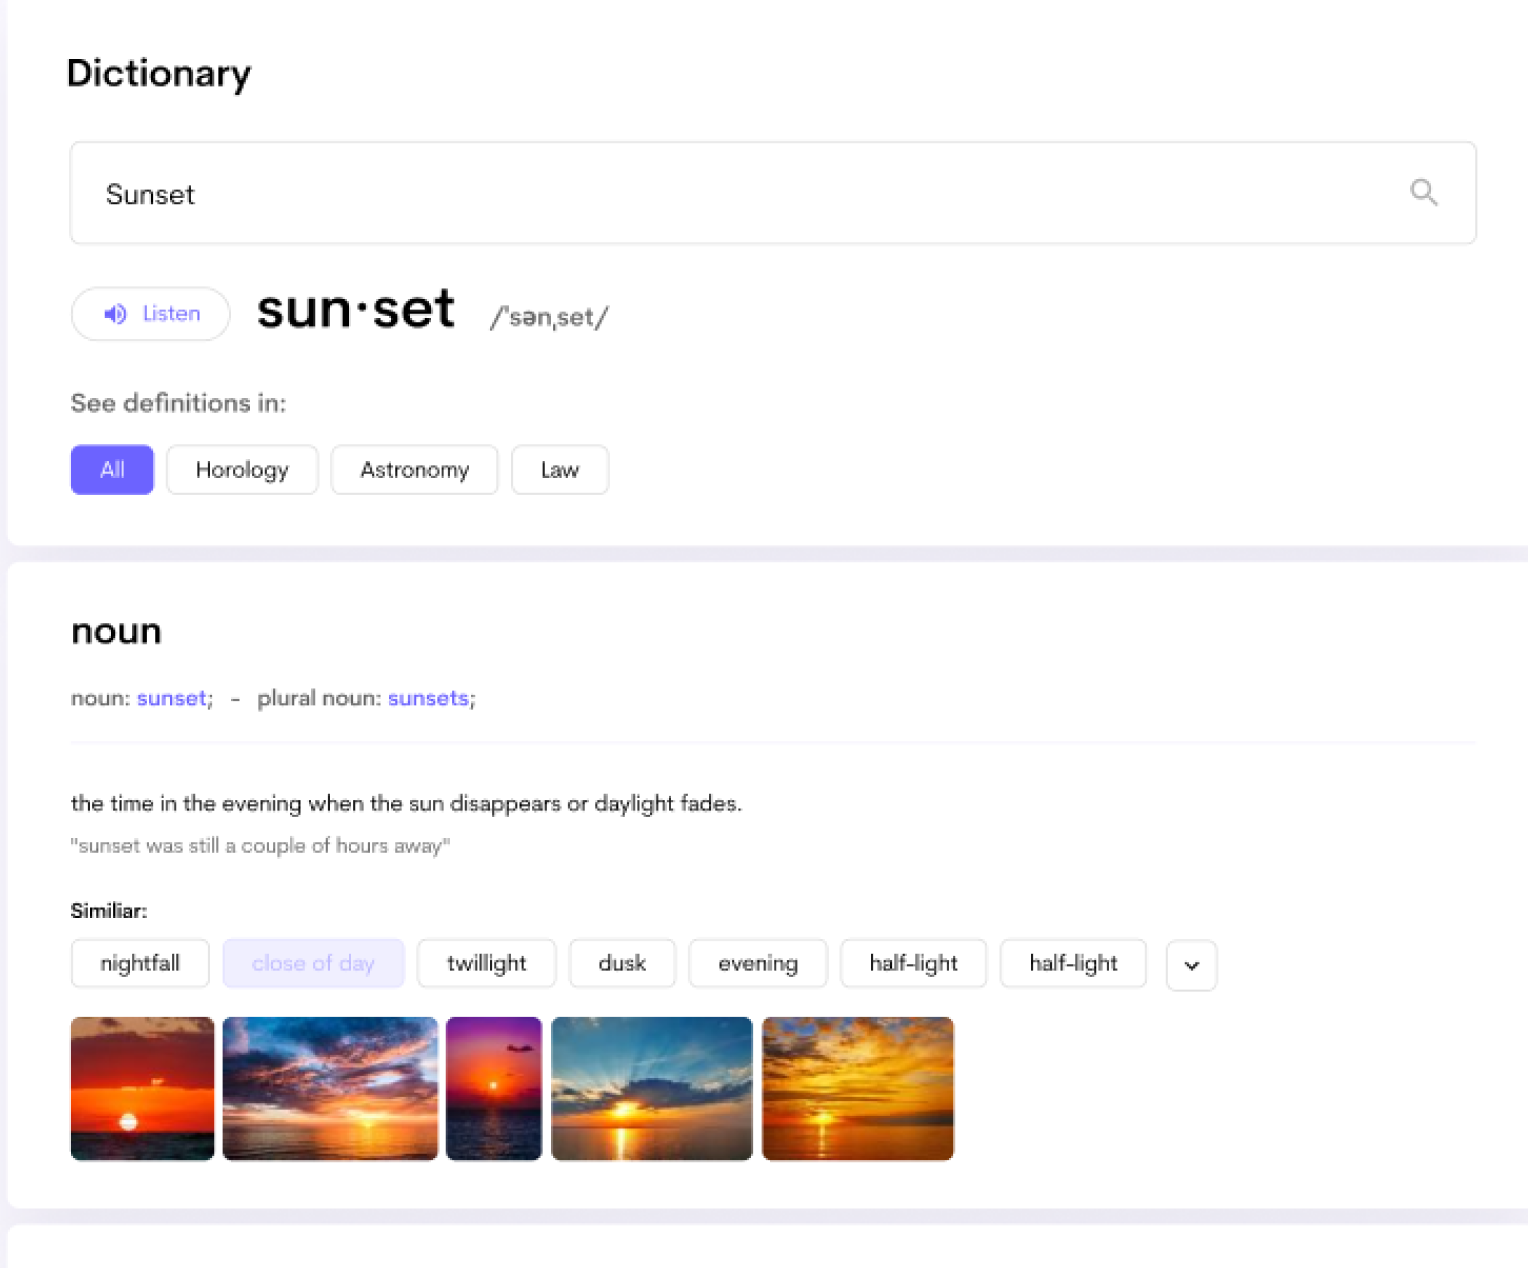 Dictionary
Sunset
Listen sun·set /ˈsənˌset/
See definitions in:
All Horology Astronomy Law
noun
noun: sunset; - plural noun: sunsets;
the time in the evening when the sun disappears or daylight fades.
"sunset was still a couple of hours away"
Similiar:
nightfall close of day twillight dusk evening half-light half-light